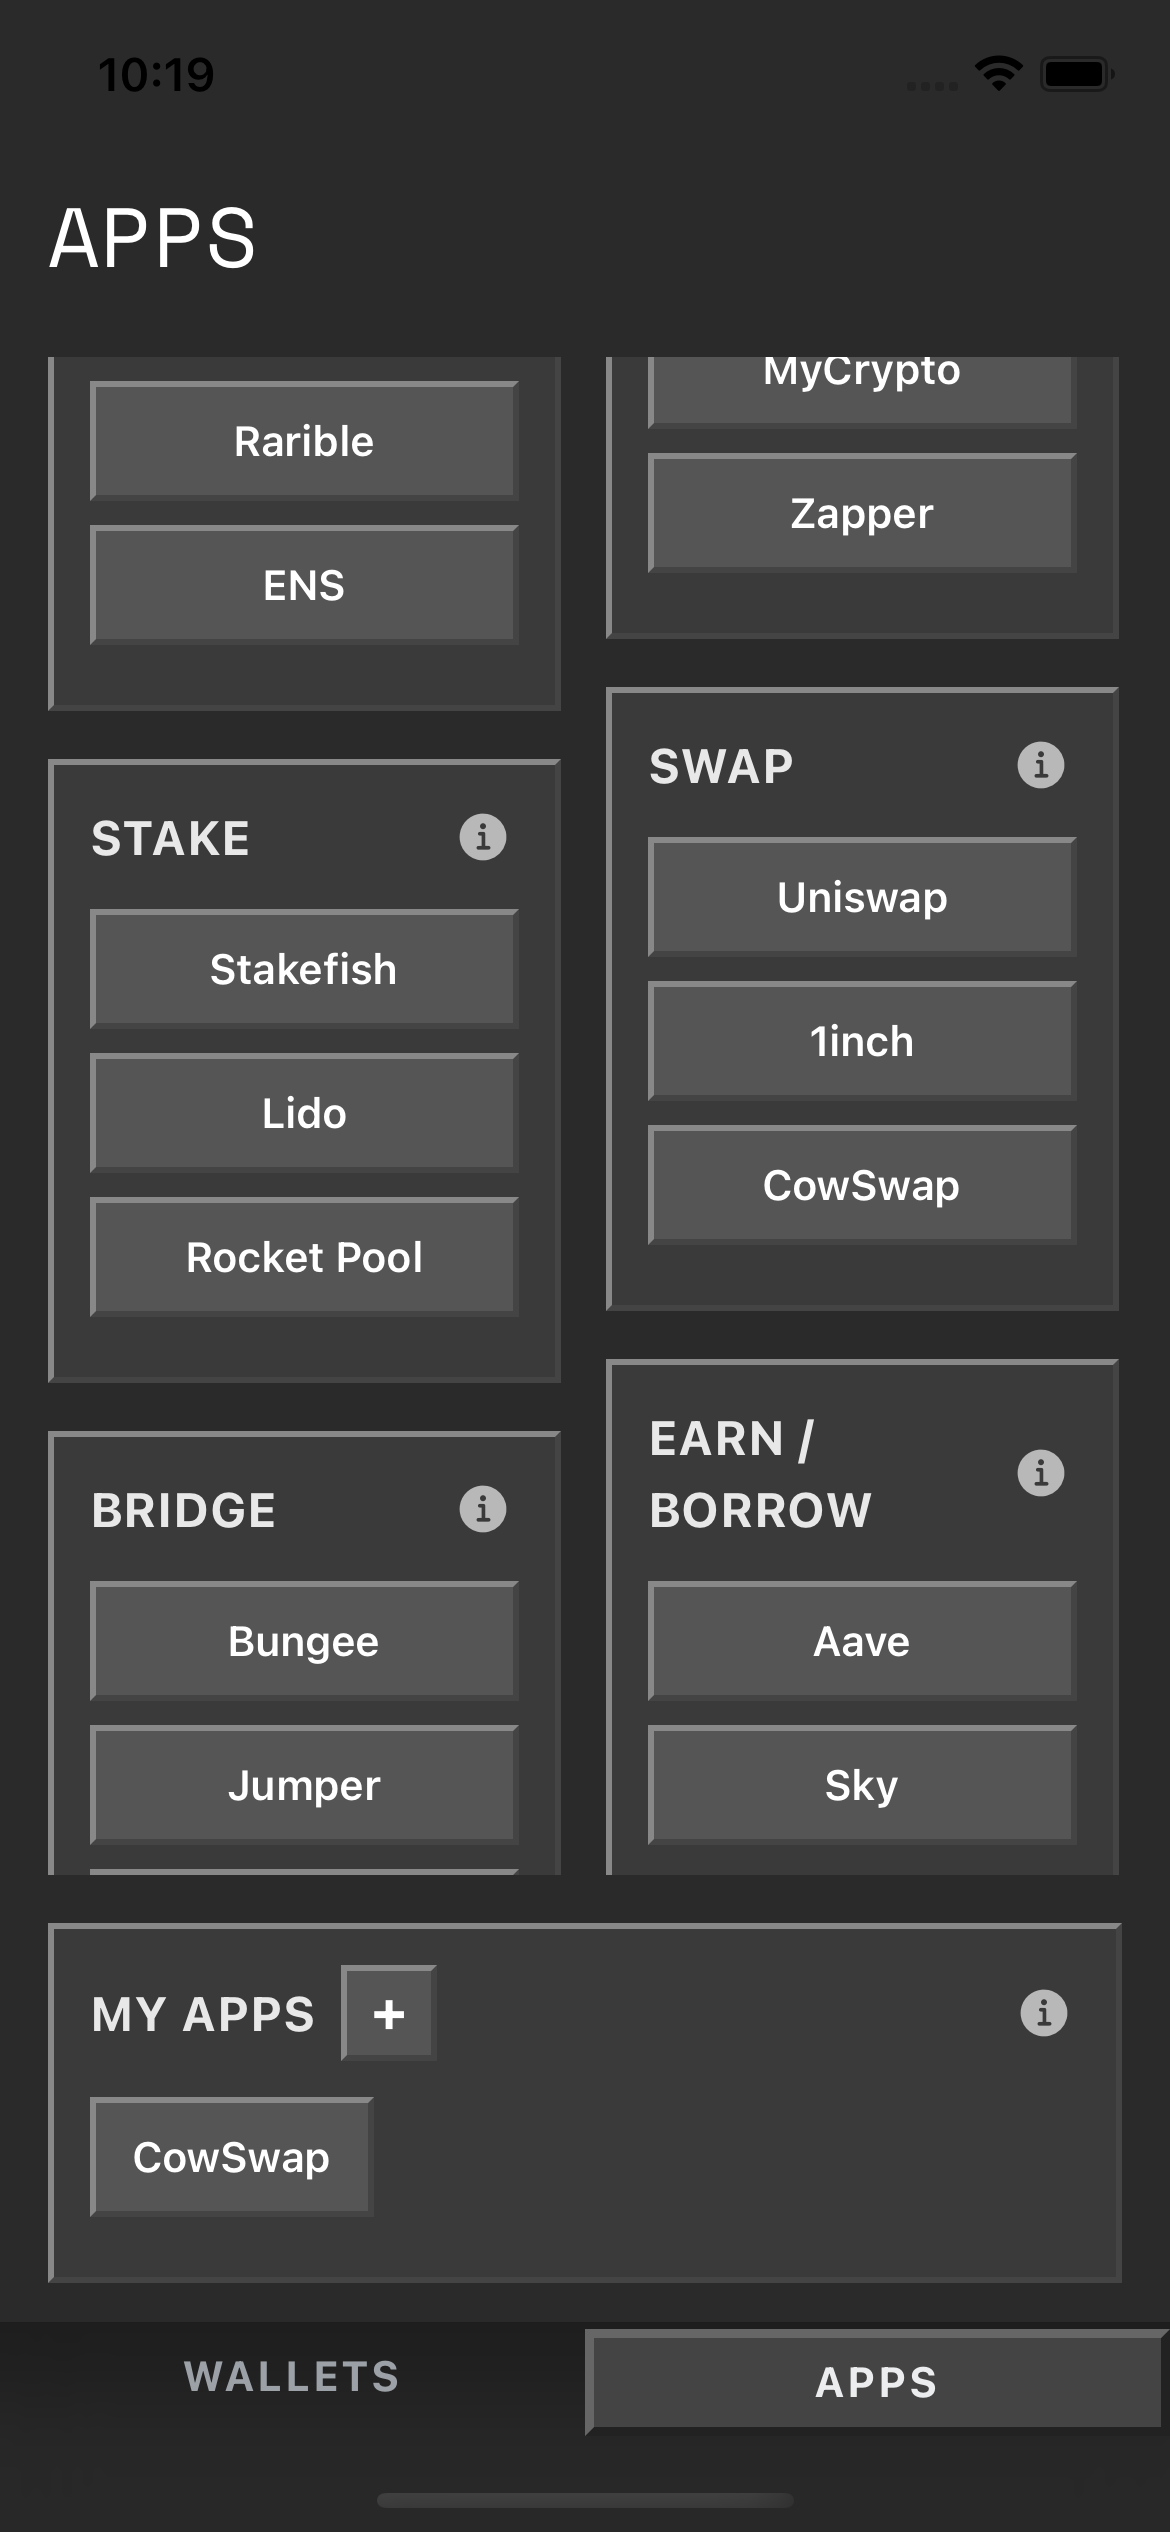 10:19
APPS
Rarible
ENS
MyCrypto
Zapper
STAKE
Stakefish
Lido
Rocket Pool
SWAP
Uniswap
1inch
CowSwap
BRIDGE
Bungee
Jumper
EARN /
BORROW
Aave
Sky
MY APPS +
CowSwap
WALLETS
APPS